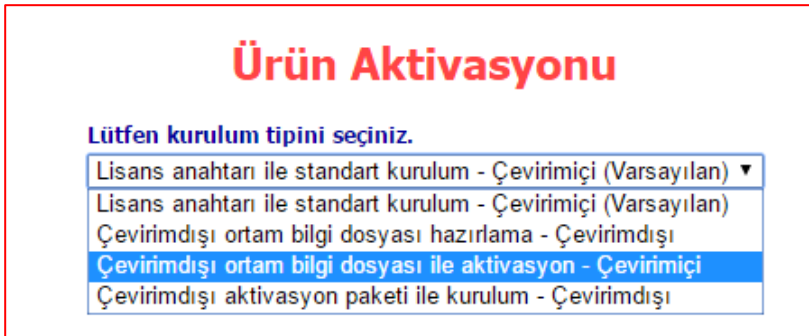 Ürün Aktivasyonu
Lütfen kurulum tipini seçiniz.
Lisans anahtarı ile standart kurulum - Çevirimiçi (Varsayılan)
Lisans anahtarı ile standart kurulum - Çevirimiçi (Varsayılan)
Çevirimdışı ortam bilgi dosyası hazırlama - Çevirimdışı
Çevirimdışı ortam bilgi dosyası ile aktivasyon - Çevirimiçi
Çevirimdışı aktivasyon paketi ile kurulum - Çevirimdışı